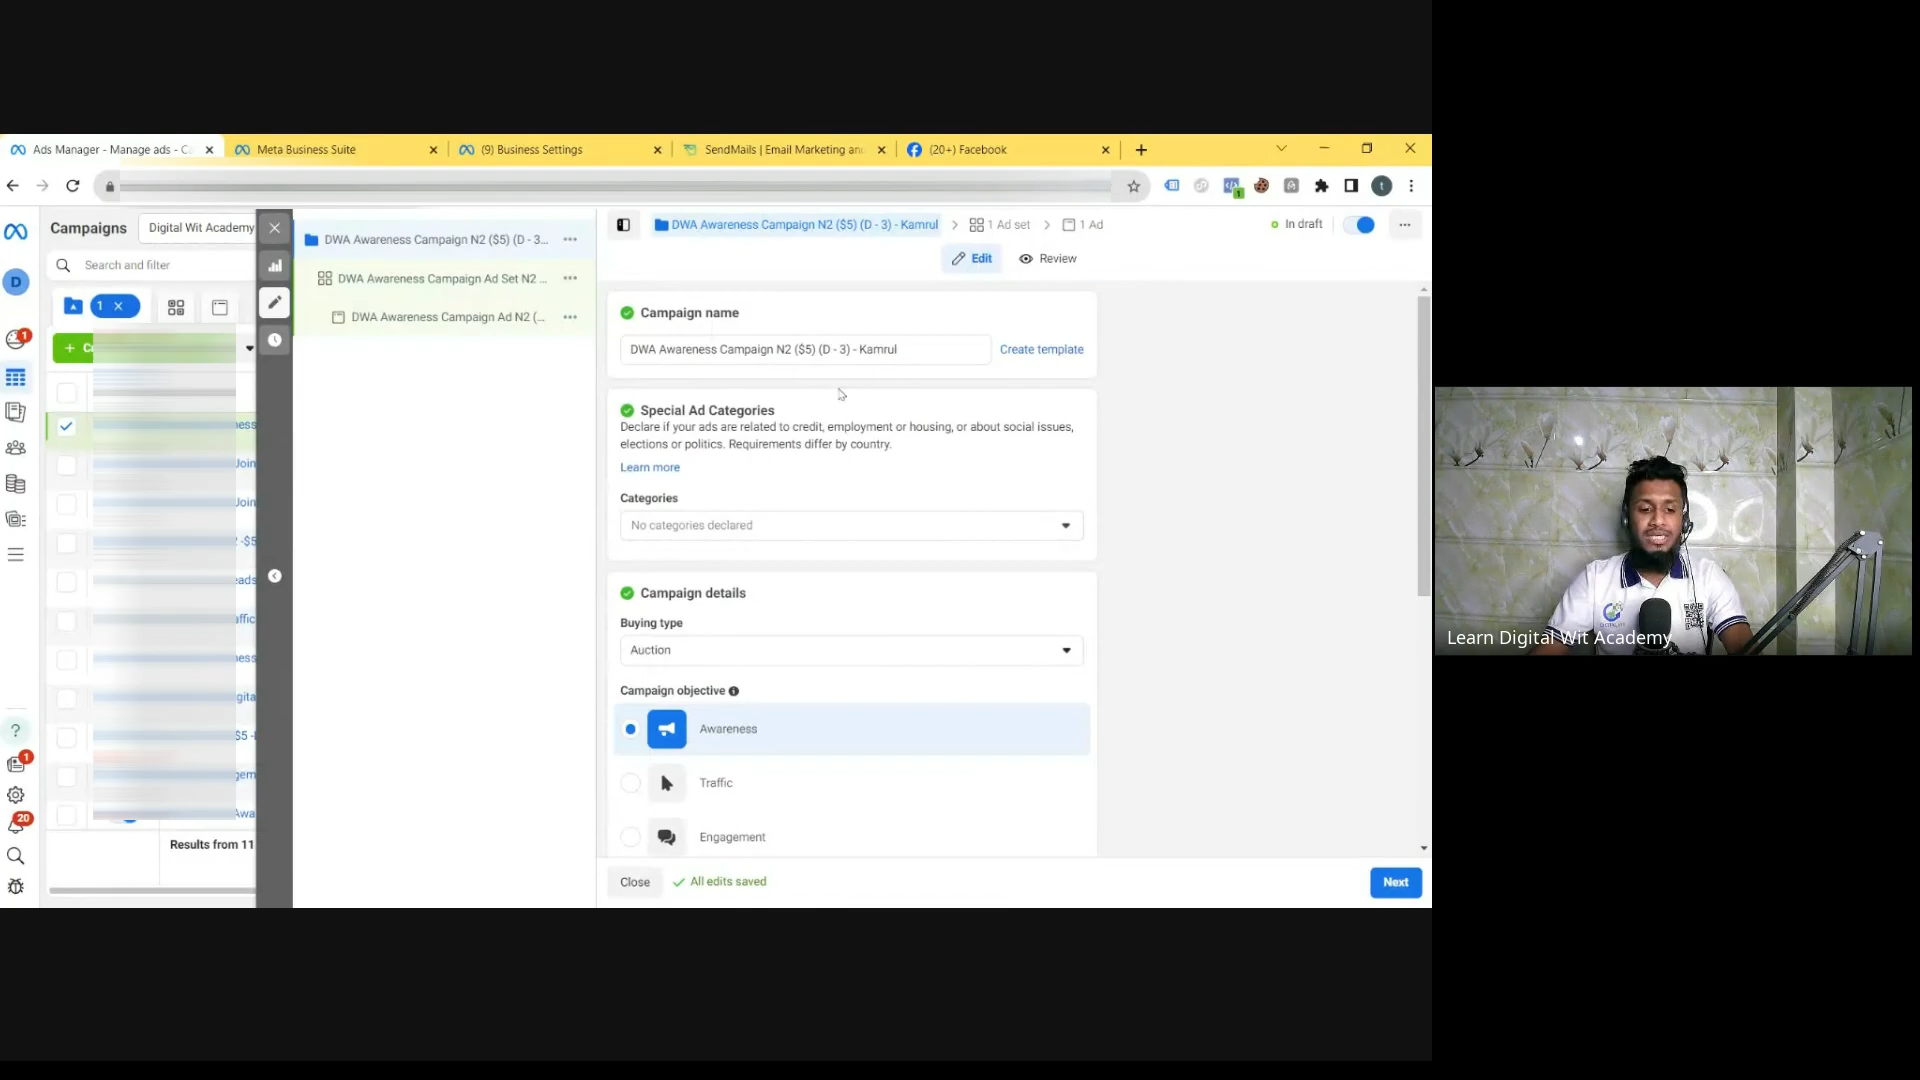 Ads Manager - Manage ads - C
Meta Business Suite
(9) Business Settings
SendMails | Email Marketing an
(20+) Facebook
t
Campaigns
Digital Wit Academy
DWA Awareness Campaign N2 ($5) (D - 3...
DWA Awareness Campaign N2 ($5) (D - 3) - Kamrul
1 Ad set
1 Ad
In draft
Search and filter
Edit
Review
D
DWA Awareness Campaign Ad Set N2 ...
1
DWA Awareness Campaign Ad N2 (...
Campaign name
DWA Awareness Campaign N2 ($5) (D - 3) - Kamrul
Create template
1
Special Ad Categories
Declare if your ads are related to credit, employment or housing, or about social issues,
elections or politics. Requirements differ by country.
Learn more
Categories
No categories declared
Campaign details
Buying type
Auction
Campaign objective
Awareness
Traffic
Engagement
1
20
Results from 11
Close
All edits saved
Next
Learn Digital Wit Academy